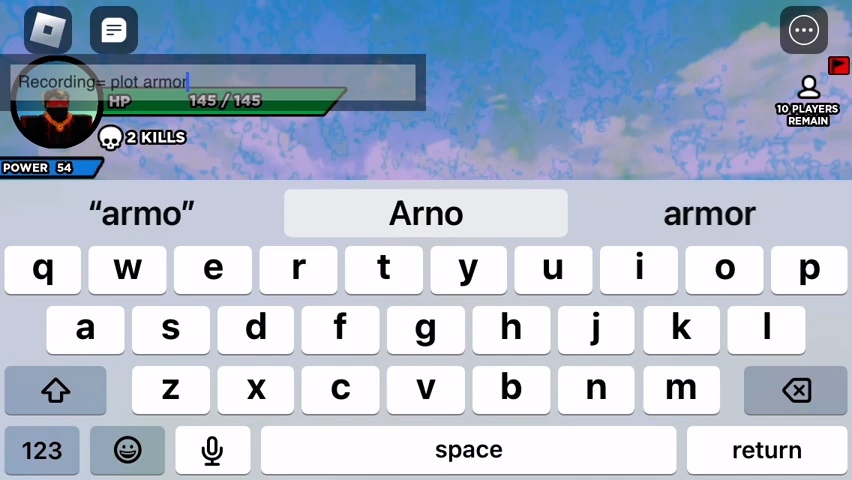 Recording= plot armor
HP 145/145
2 KILLS
POWER 54
10 PLAYERS
REMAIN
“armo” Arno armor
q w e r t y u i o p
a s d f g h j k l
z x c v b n m
123 space return